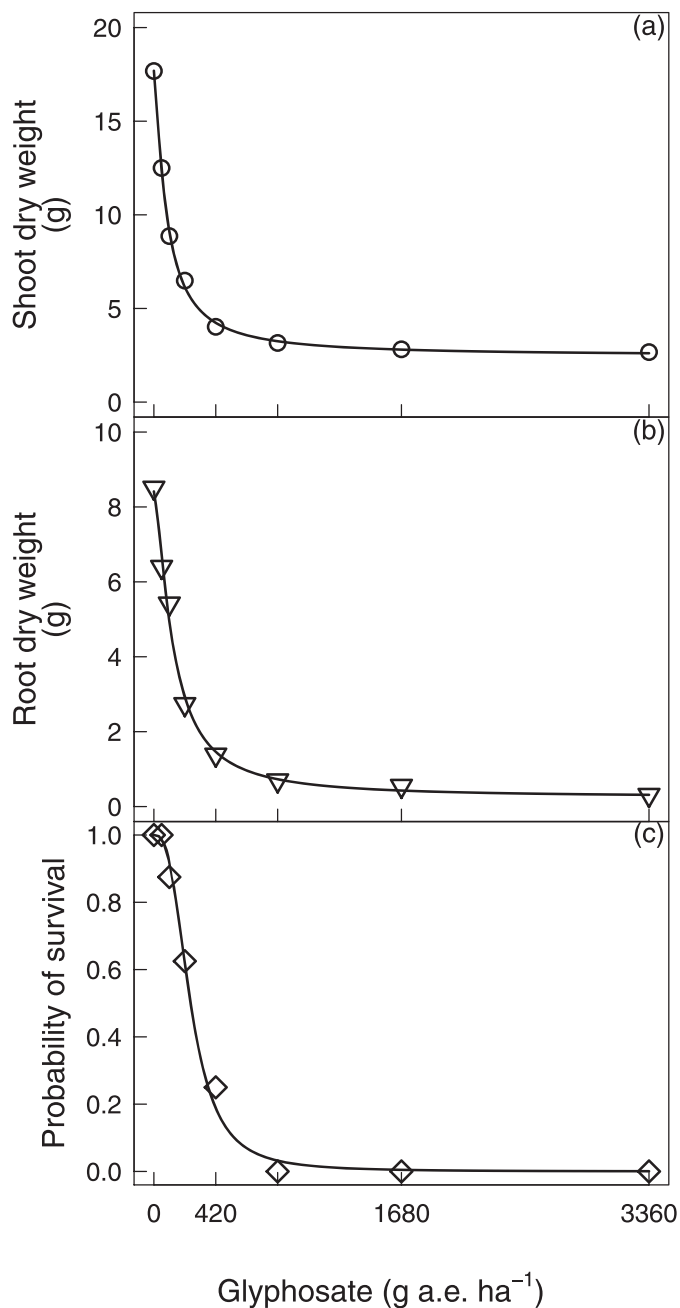 (a)
20
15
10
5
0
Shoot dry weight
(g)
(b)
10
8
6
4
2
0
Root dry weight
(g)
(c)
1.0
0.8
0.6
0.4
0.2
0.0
Probability of survival
0 420 1680 3360
Glyphosate (g a.e. ha⁻¹)